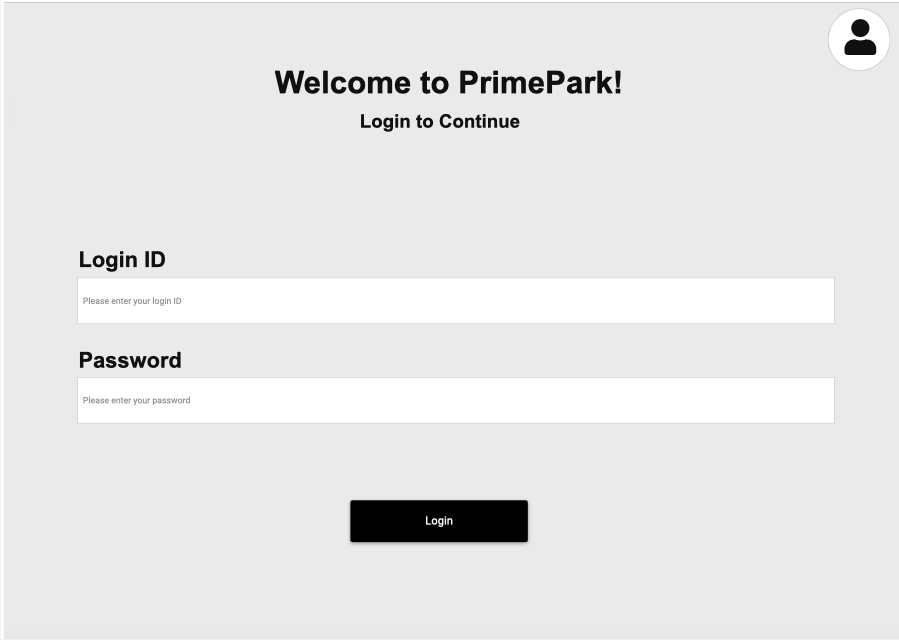 Welcome to PrimePark!
Login to Continue
Login ID
Please enter your login ID
Password
Please enter your password
Login